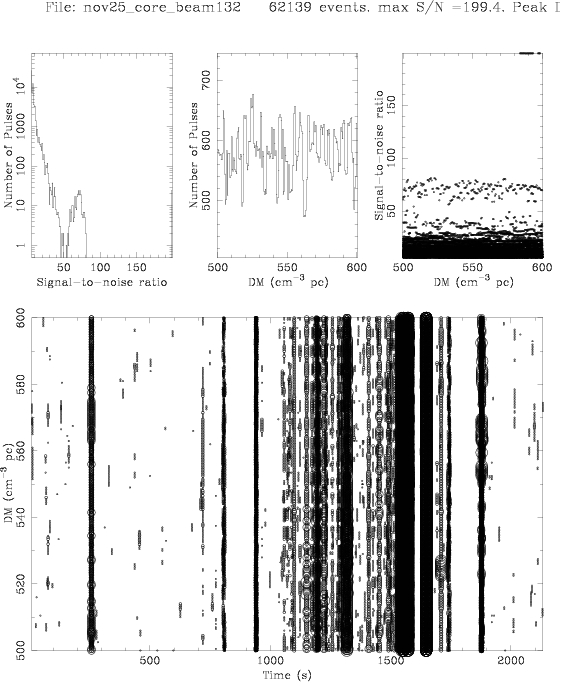 File: nov25_core_beam132 62139 events. max S/N =199.4. Peak
Number of Pulses
1 10 100 1000 10⁴
50 100 150
Signal-to-noise ratio
Number of Pulses
500 600 700
500 550 600
DM (cm⁻³ pc)
Signal-to-noise ratio
50 100 150
500 550 600
DM (cm⁻³ pc)
DM (cm⁻³ pc)
500 520 540 560 580 600
500 1000 1500 2000
Time (s)